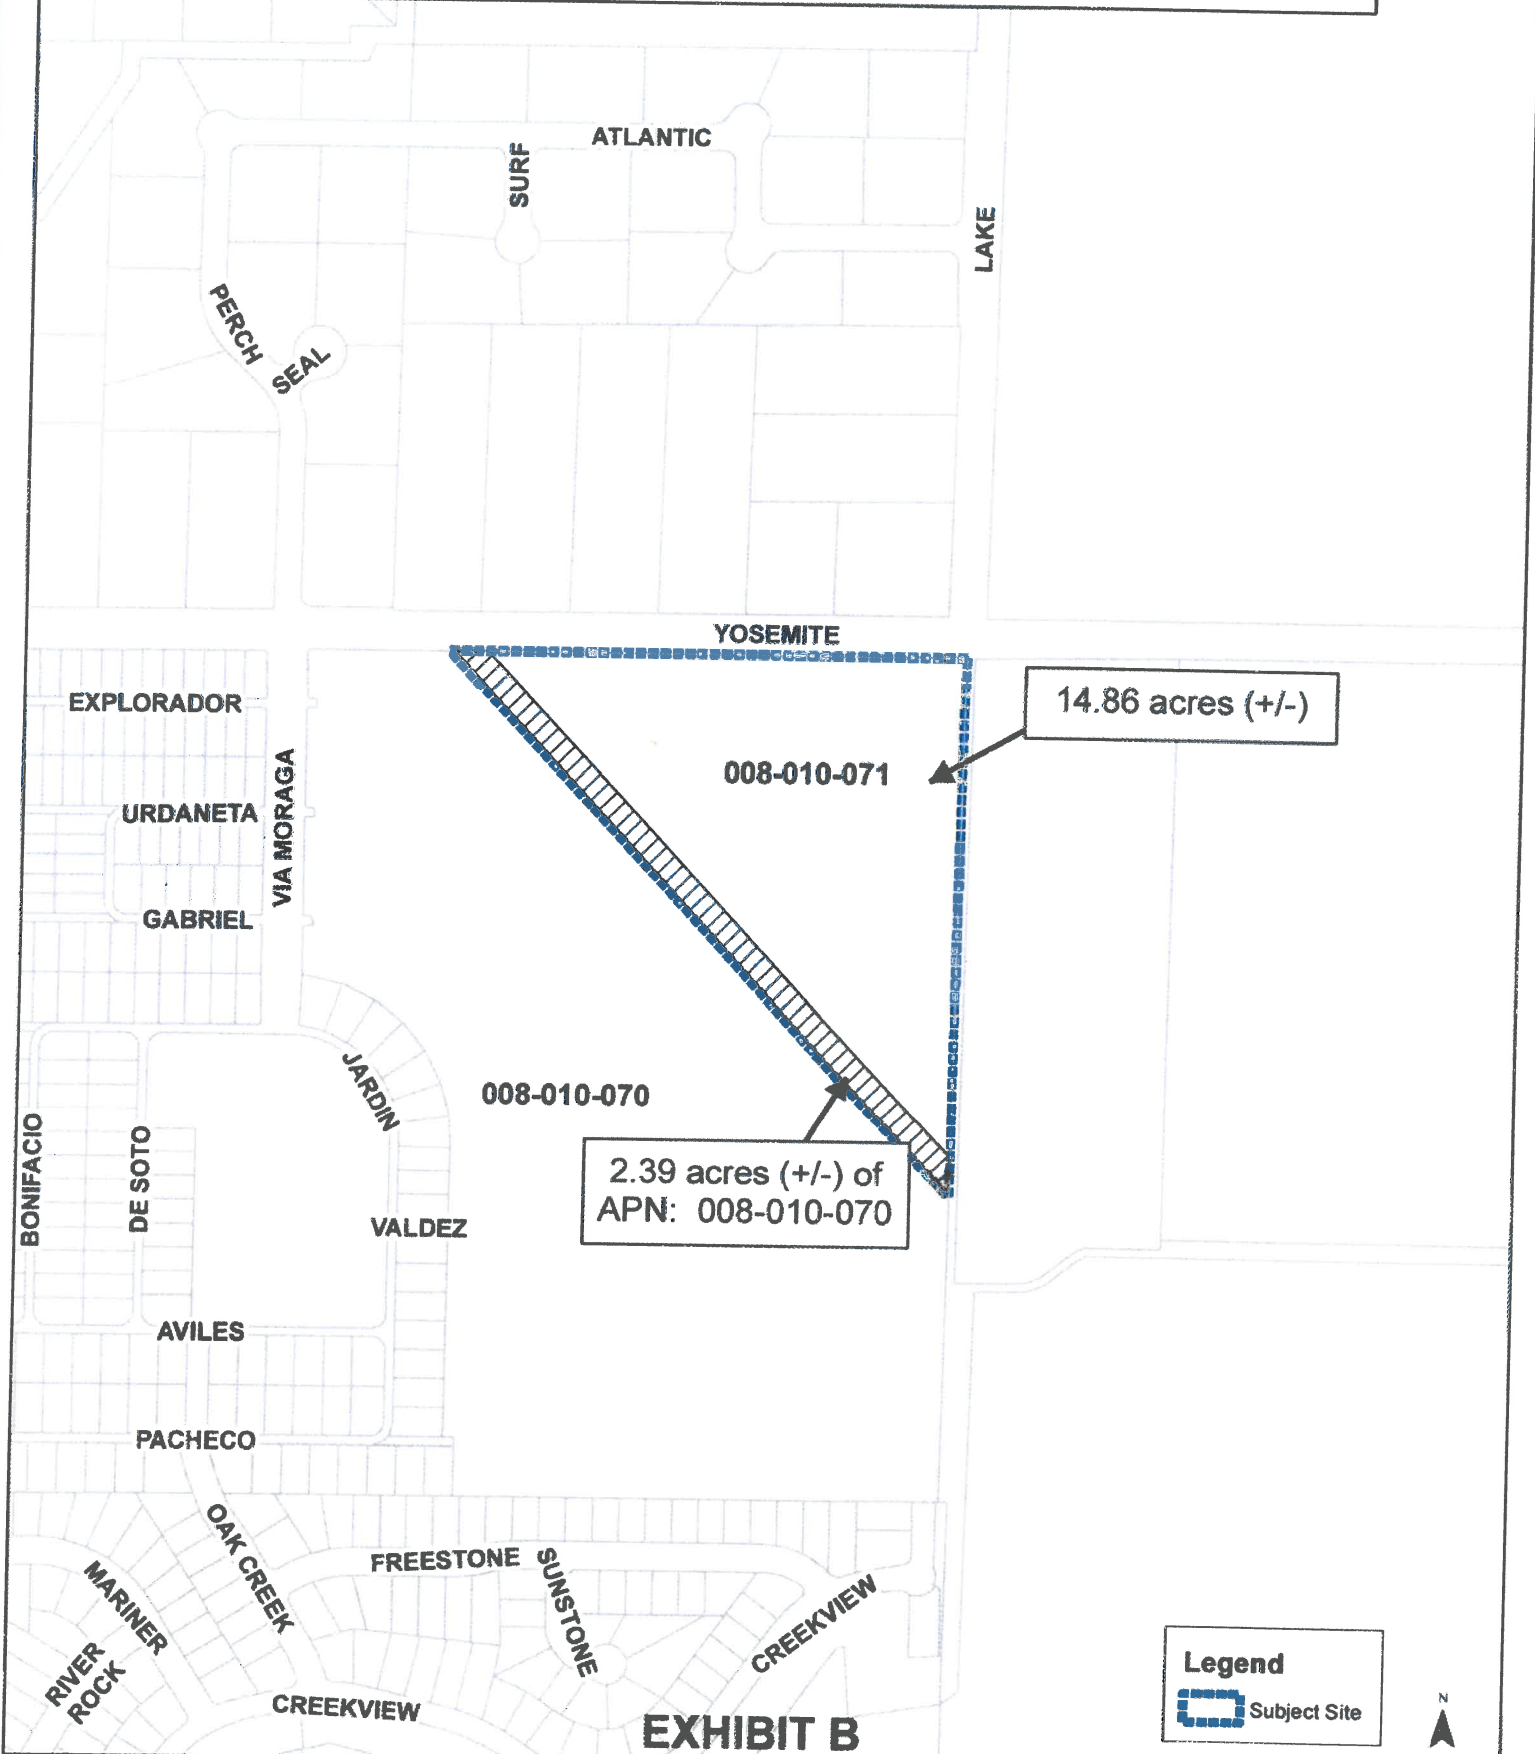 ATLANTIC
SURF
LAKE
PERCH
SEAL
YOSEMITE
EXPLORADOR
14.86 acres (+/-)
008-010-071
URDANETA
VIA MORAGA
GABRIEL
JARDIN
008-010-070
BONIFACIO
DE SOTO
2.39 acres (+/-) of
APN: 008-010-070
VALDEZ
AVILES
PACHECO
OAK CREEK
FREESTONE
SUNSTONE
MARINER
CREEKVIEW
RIVER
ROCK
CREEKVIEW
Legend
Subject Site
N
EXHIBIT B